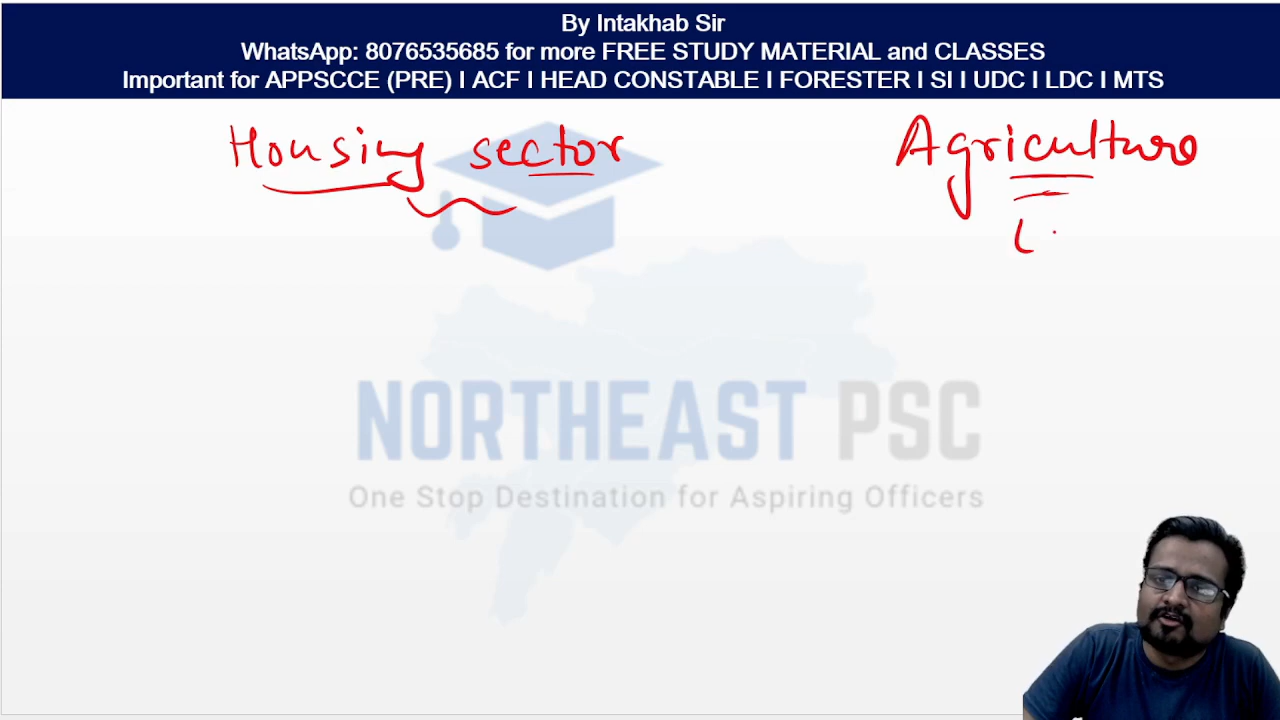 By Intakhab Sir
WhatsApp: 8076535685 for more FREE STUDY MATERIAL and CLASSES
Important for APPSCCE (PRE) I ACF I HEAD CONSTABLE I FORESTER I SI I UDC I LDC I MTS
Housing sector
Agriculture
NORTHEAST PSC
One Stop Destination for Aspiring Officers